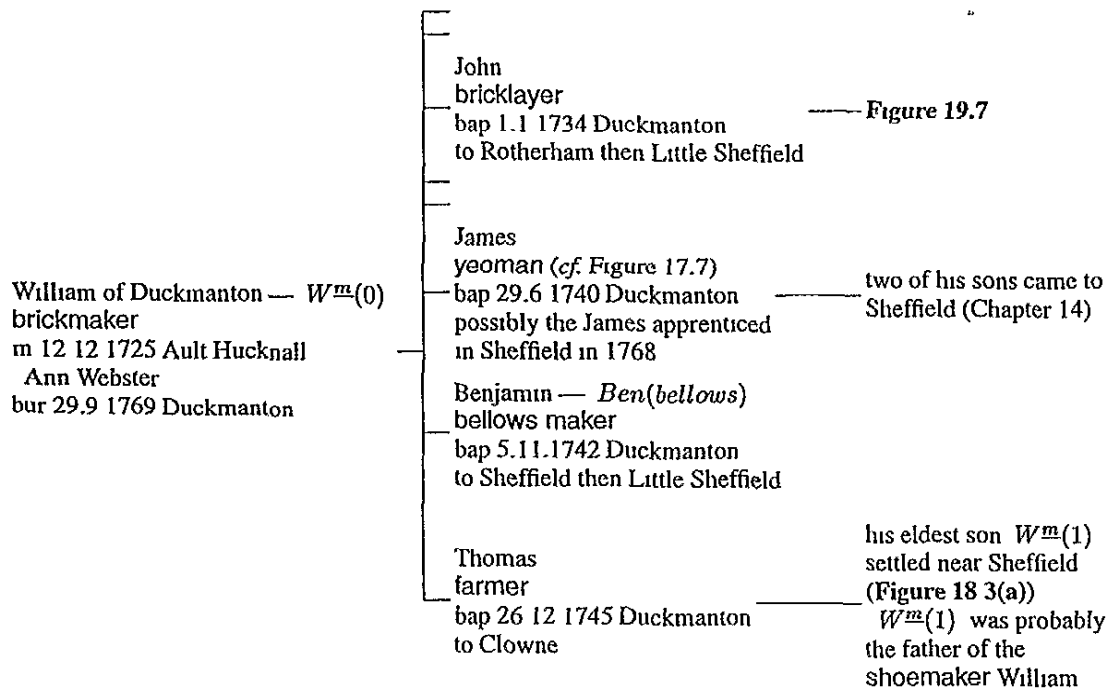 William of Duckmanton — Wm(0)
brickmaker
m 12 12 1725 Ault Hucknall
Ann Webster
bur 29.9 1769 Duckmanton
John
bricklayer
bap 1.1 1734 Duckmanton
to Rotherham then Little Sheffield
Figure 19.7
James
yeoman (cf. Figure 17.7)
bap 29.6 1740 Duckmanton
possibly the James apprenticed
in Sheffield in 1768
two of his sons came to
Sheffield (Chapter 14)
Benjamin — Ben(bellows)
bellows maker
bap 5.11.1742 Duckmanton
to Sheffield then Little Sheffield
Thomas
farmer
bap 26 12 1745 Duckmanton
to Clowne
his eldest son Wm(1)
settled near Sheffield
(Figure 18 3(a))
Wm(1) was probably
the father of the
shoemaker William